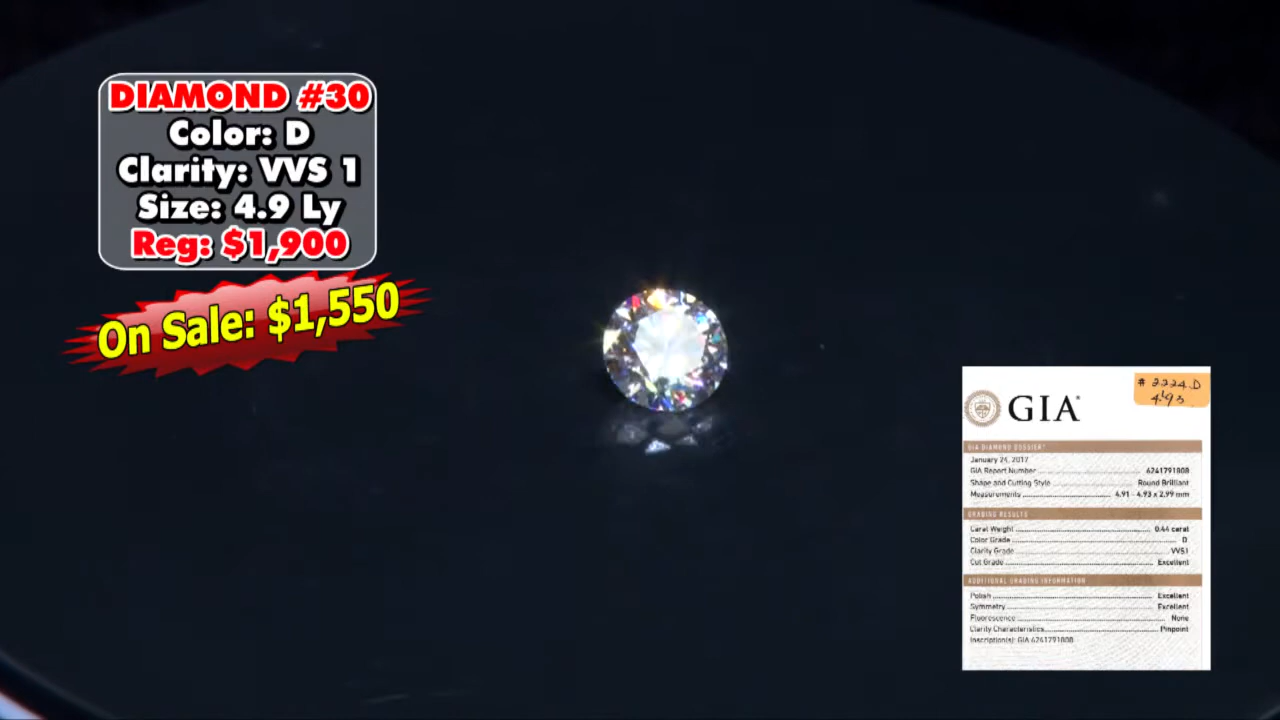 DIAMOND #30
Color: D
Clarity: VVS 1
Size: 4.9 Ly
Reg: $1,900
On Sale: $1,550
# 2224.D
4.93
GIA
GIA DIAMOND DOSSIER®
January 24, 2017
GIA Report Number 6241791808
Shape and Cutting Style Round Brilliant
Measurements 4.91 - 4.93 x 2.99 mm
GRADING RESULTS
Carat Weight 0.44 carat
Color Grade D
Clarity Grade VVS1
Cut Grade Excellent
ADDITIONAL GRADING INFORMATION
Polish Excellent
Symmetry Excellent
Fluorescence None
Clarity Characteristics Pinpoint
Inscription(s): GIA 6241791808